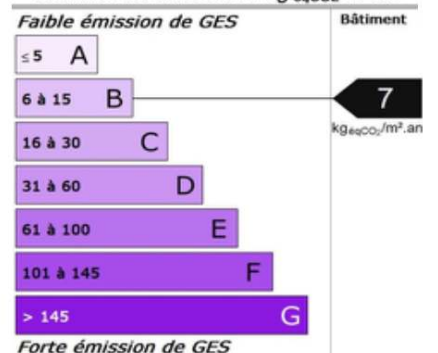 Faible émission de GES
Bâtiment
≤ 5 A
6 à 15 B
7
kgéqCO₂/m².an
16 à 30 C
31 à 60 D
61 à 100 E
101 à 145 F
> 145 G
Forte émission de GES